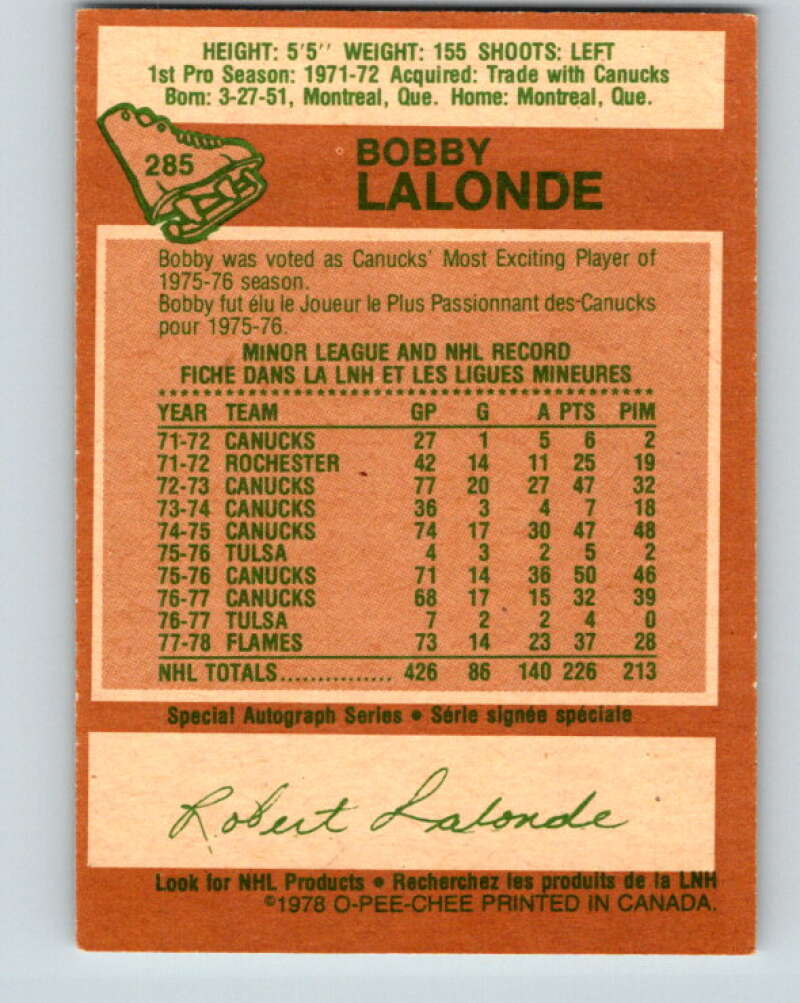 HEIGHT: 5'5'' WEIGHT: 155 SHOOTS: LEFT
1st Pro Season: 1971-72 Acquired: Trade with Canucks
Born: 3-27-51, Montreal, Que. Home: Montreal, Que.
285
BOBBY
LALONDE
Bobby was voted as Canucks' Most Exciting Player of
1975-76 season.
Bobby fut élu le Joueur le Plus Passionnant des-Canucks
pour 1975-76.
MINOR LEAGUE AND NHL RECORD
FICHE DANS LA LNH ET LES LIGUES MINEURES
YEAR TEAM GP G A PTS PIM
71-72 CANUCKS 27 1 5 6 2
71-72 ROCHESTER 42 14 11 25 19
72-73 CANUCKS 77 20 27 47 32
73-74 CANUCKS 36 3 4 7 18
74-75 CANUCKS 74 17 30 47 48
75-76 TULSA 4 3 2 5 2
75-76 CANUCKS 71 14 36 50 46
76-77 CANUCKS 68 17 15 32 39
76-77 TULSA 7 2 2 4 0
77-78 FLAMES 73 14 23 37 28
NHL TOTALS............... 426 86 140 226 213
Special Autograph Series • Série signée spéciale
Robert Lalonde
Look for NHL Products • Recherchez les produits de la LNH
©1978 O-PEE-CHEE PRINTED IN CANADA.